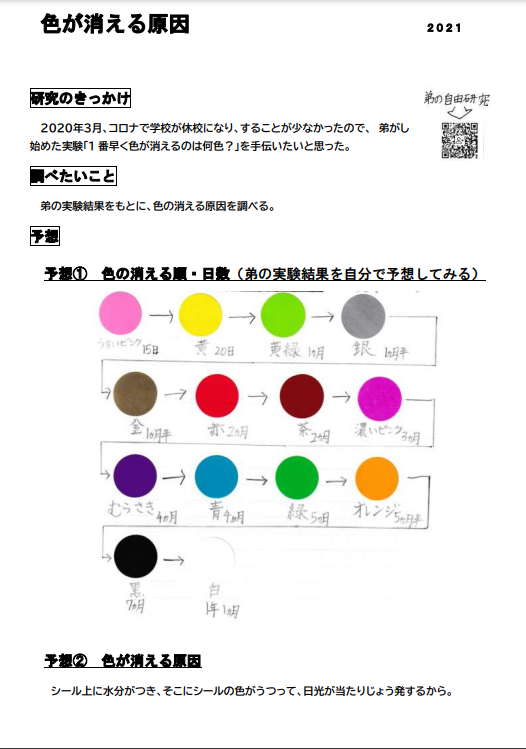 色が消える原因
2021
研究のきっかけ
弟の自由研究
2020年3月、コロナで学校が休校になり、することが少なかったので、 弟がし
始めた実験「1番早く色が消えるのは何色？」を手伝いたいと思った。
調べたいこと
弟の実験結果をもとに、色の消える原因を調べる。
予想
予想① 色の消える順・日数（弟の実験結果を自分で予想してみる）
うすいピンク 15日 黄 20日 黄緑 1ヵ月 銀 1ヵ月半
金 1ヵ月半 赤 2ヵ月 茶 2ヵ月 濃いピンク 3ヵ月
むらさき 4ヵ月 青 4ヵ月 緑 5ヵ月 オレンジ 5ヵ月半
黒 白
7ヵ月 1年1ヵ月
予想② 色が消える原因
シール上に水分がつき、そこにシールの色がうつって、日光が当たりじょう発するから。